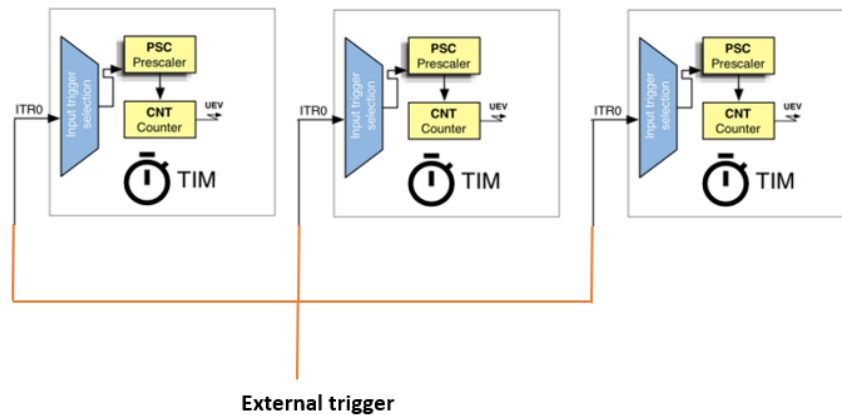 PSC
Prescaler
ITR0
Input trigger
selection
CNT
Counter
UEV
TIM
PSC
Prescaler
ITR0
Input trigger
selection
CNT
Counter
UEV
TIM
PSC
Prescaler
ITR0
Input trigger
selection
CNT
Counter
UEV
TIM
External trigger